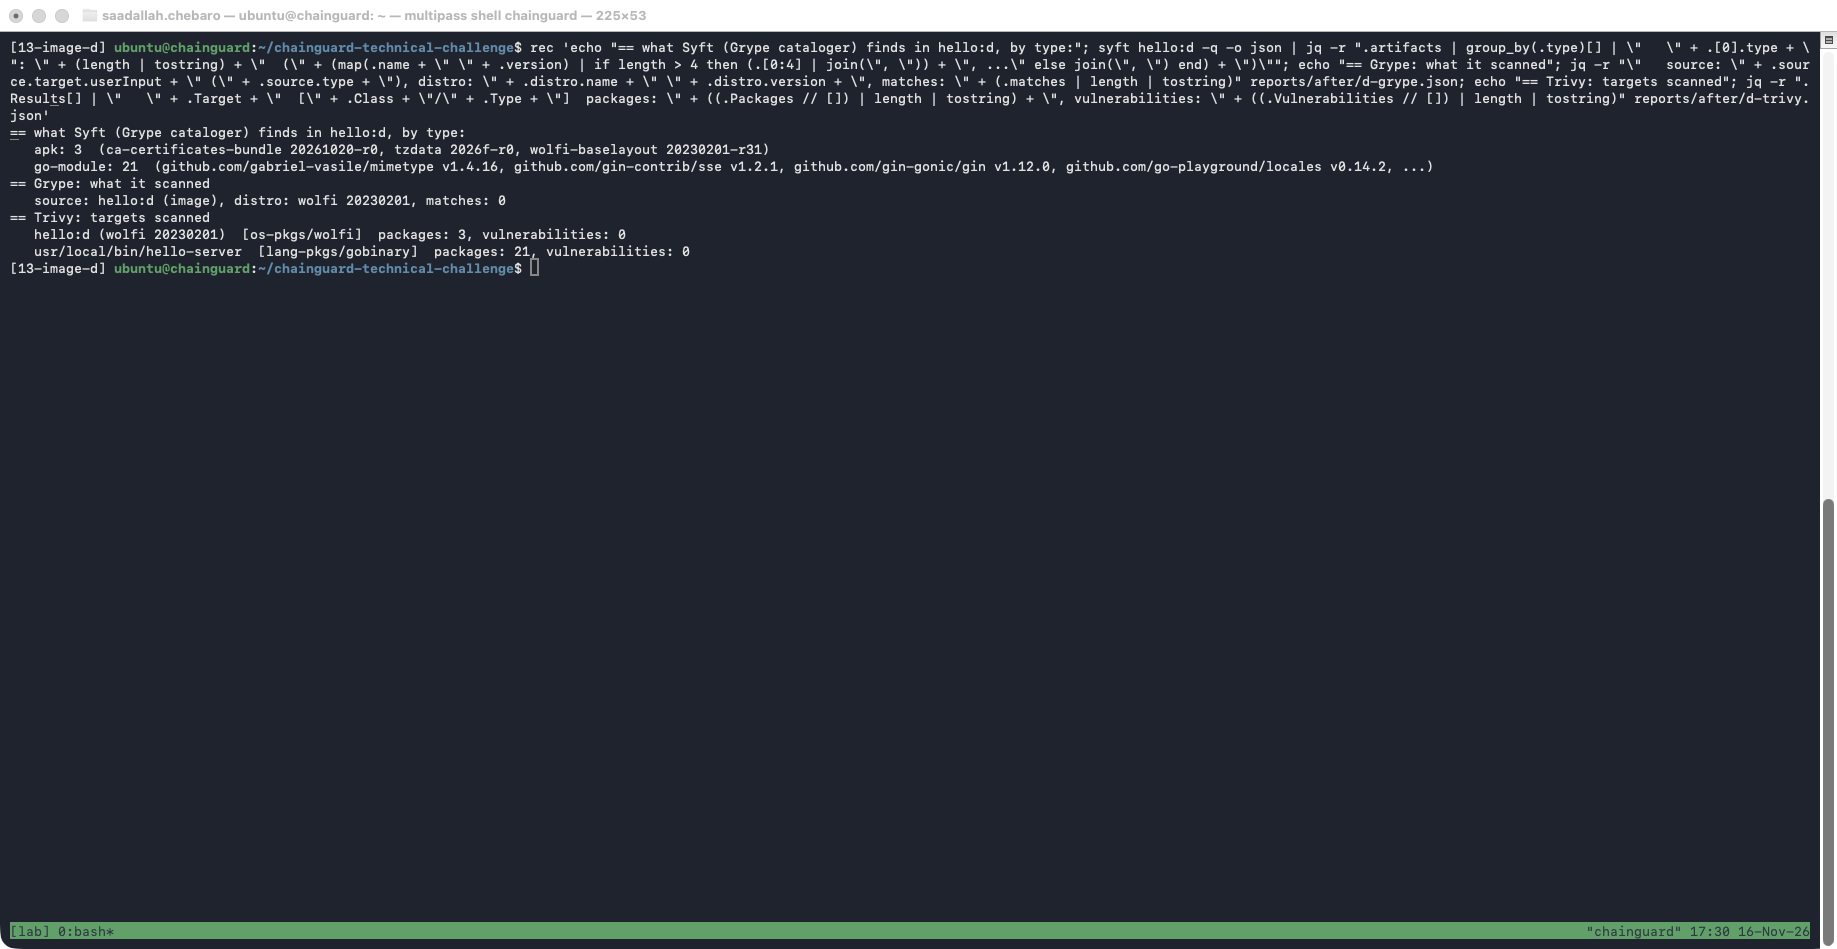 saadallah.chebaro — ubuntu@chainguard: ~ — multipass shell chainguard — 225×53
[13-image-d] ubuntu@chainguard:~/chainguard-technical-challenge$ rec 'echo "== what Syft (Grype cataloger) finds in hello:d, by type:"; syft hello:d -q -o json | jq -r ".artifacts | group_by(.type)[] | \"   \" + .[0].type + \
": \" + (length | tostring) + \"  (\" + (map(.name + \" \" + .version) | if length > 4 then (.[0:4] | join(\", \")) + \", ...\" else join(\", \") end) + \")\""; echo "== Grype: what it scanned"; jq -r "\"   source: \" + .sour
ce.target.userInput + \" (\" + .source.type + \"), distro: \" + .distro.name + \" \" + .distro.version + \", matches: \" + (.matches | length | tostring)" reports/after/d-grype.json; echo "== Trivy: targets scanned"; jq -r ".
Results[] | \"   \" + .Target + \"  [\" + .Class + \"/\" + .Type + \"]  packages: \" + ((.Packages // []) | length | tostring) + \", vulnerabilities: \" + ((.Vulnerabilities // []) | length | tostring)" reports/after/d-trivy.
json'
== what Syft (Grype cataloger) finds in hello:d, by type:
   apk: 3  (ca-certificates-bundle 20261020-r0, tzdata 2026f-r0, wolfi-baselayout 20230201-r31)
   go-module: 21  (github.com/gabriel-vasile/mimetype v1.4.16, github.com/gin-contrib/sse v1.2.1, github.com/gin-gonic/gin v1.12.0, github.com/go-playground/locales v0.14.2, ...)
== Grype: what it scanned
   source: hello:d (image), distro: wolfi 20230201, matches: 0
== Trivy: targets scanned
   hello:d (wolfi 20230201)  [os-pkgs/wolfi]  packages: 3, vulnerabilities: 0
   usr/local/bin/hello-server  [lang-pkgs/gobinary]  packages: 21, vulnerabilities: 0
[13-image-d] ubuntu@chainguard:~/chainguard-technical-challenge$
[lab] 0:bash* "chainguard" 17:30 16-Nov-26